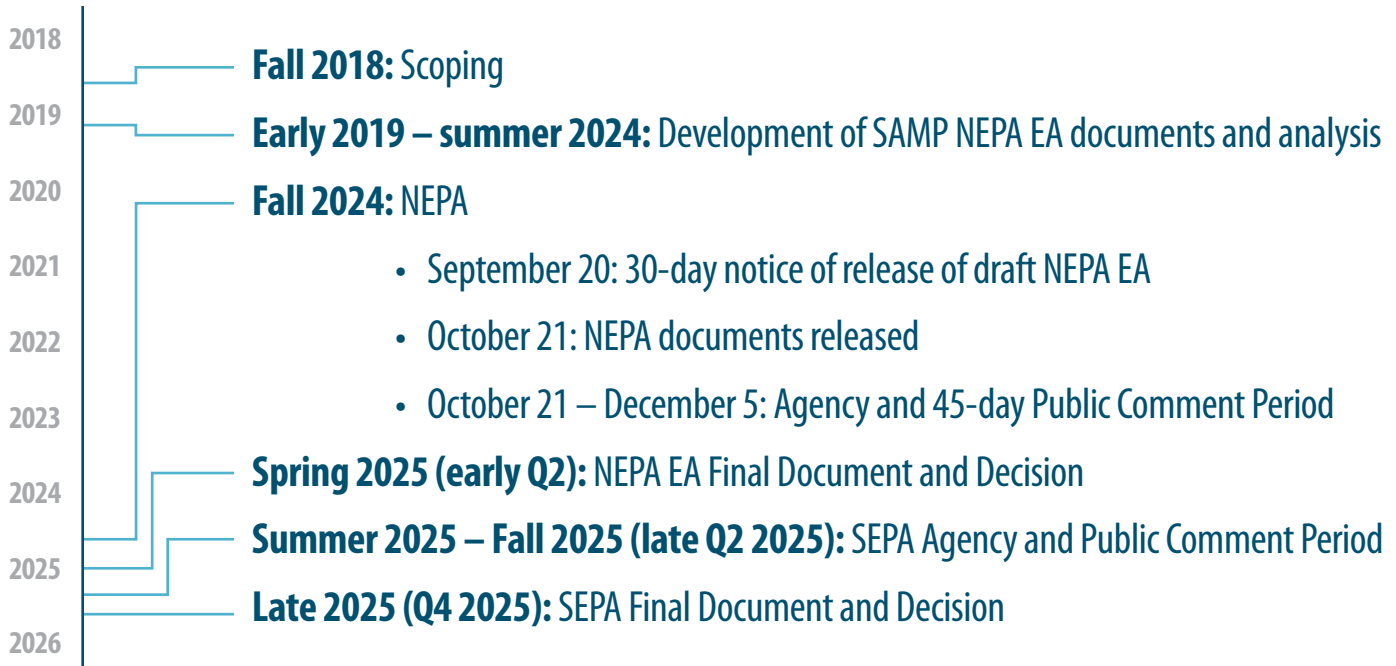 2018
Fall 2018: Scoping
2019
Early 2019 – summer 2024: Development of SAMP NEPA EA documents and analysis
2020
Fall 2024: NEPA
2021
• September 20: 30-day notice of release of draft NEPA EA
2022
• October 21: NEPA documents released
2023
• October 21 – December 5: Agency and 45-day Public Comment Period
Spring 2025 (early Q2): NEPA EA Final Document and Decision
2024
Summer 2025 – Fall 2025 (late Q2 2025): SEPA Agency and Public Comment Period
2025
Late 2025 (Q4 2025): SEPA Final Document and Decision
2026